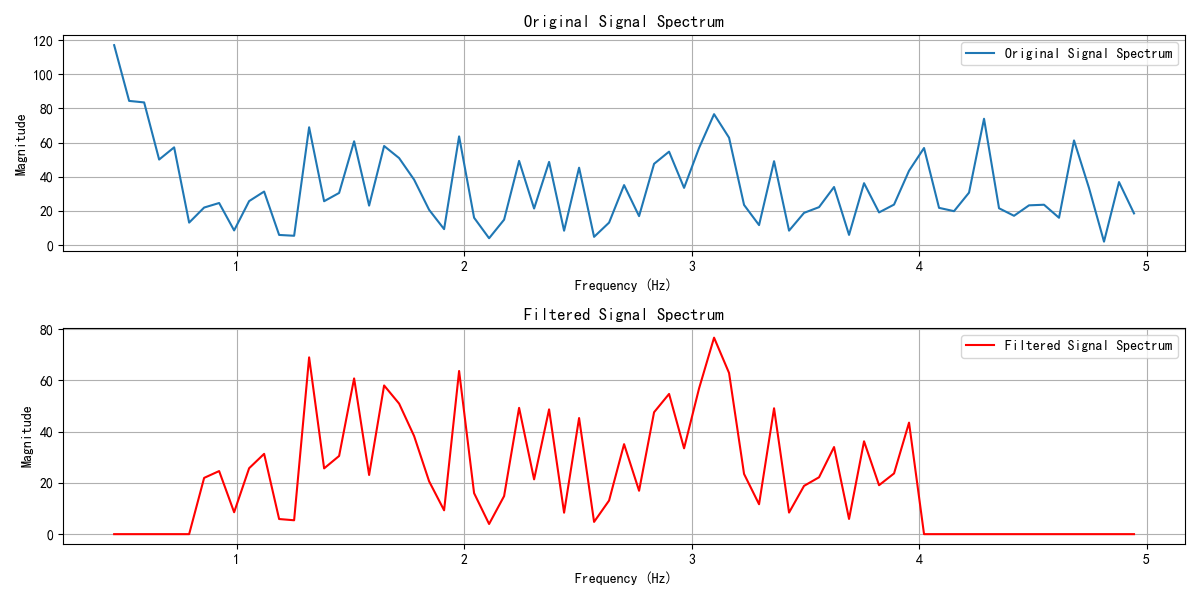 Original Signal Spectrum
120
100
80
60
40
20
0
Magnitude
Original Signal Spectrum
1
2
3
4
5
Frequency (Hz)
Filtered Signal Spectrum
80
60
40
20
0
Magnitude
Filtered Signal Spectrum
1
2
3
4
5
Frequency (Hz)